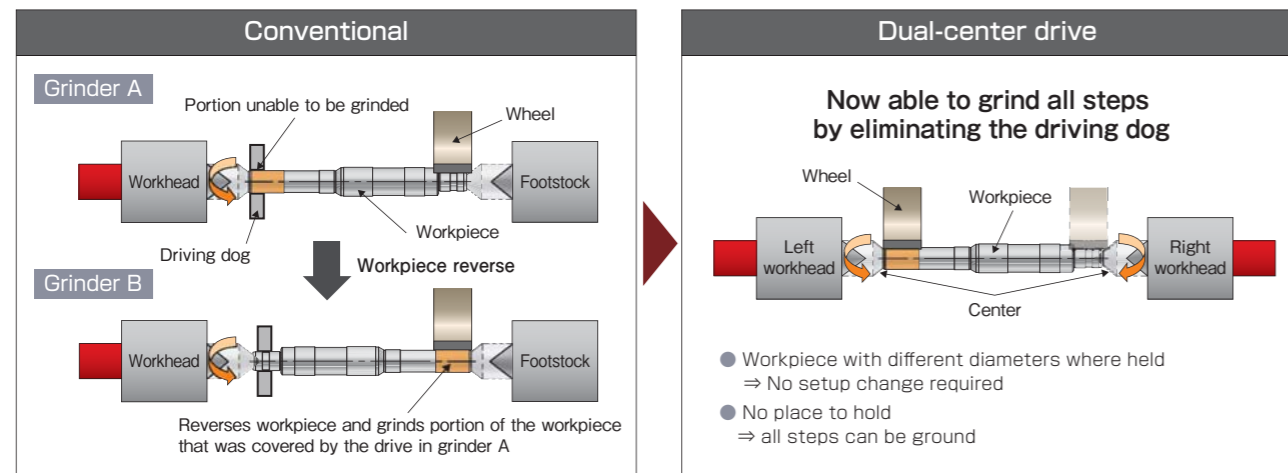 Conventional
Grinder A
Portion unable to be grinded
Wheel
Workhead
Footstock
Workpiece
Driving dog
Workpiece reverse
Grinder B
Workhead
Footstock
Reverses workpiece and grinds portion of the workpiece
that was covered by the drive in grinder A
Dual-center drive
Now able to grind all steps
by eliminating the driving dog
Wheel
Workpiece
Left
workhead
Right
workhead
Center
● Workpiece with different diameters where held
⇒ No setup change required
● No place to hold
⇒ all steps can be ground